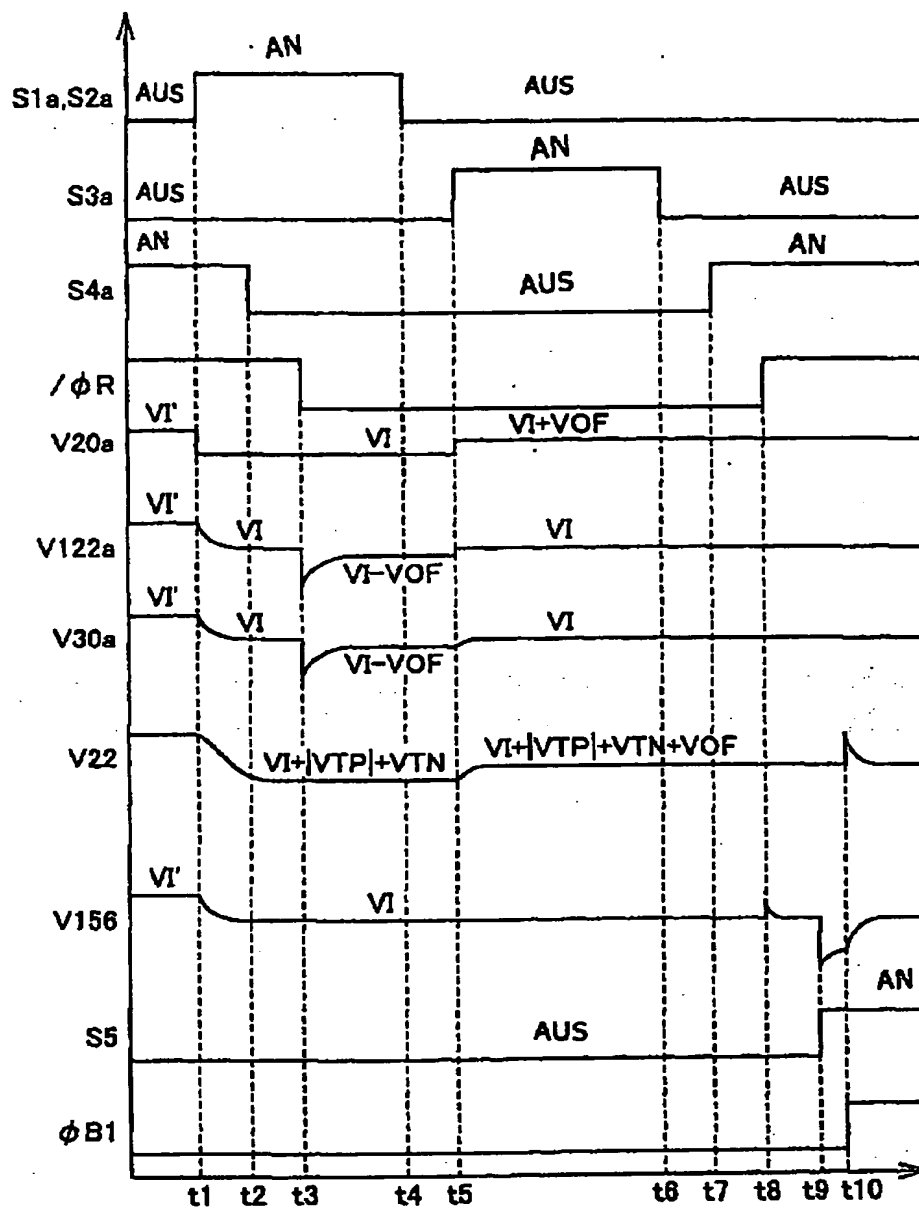 AN
S1a,S2a AUS AUS
AN
S3a AUS AUS
AN AN
S4a AUS
/φR
VI' VI VI+VOF
V20a
VI' VI VI
V122a VI-VOF
VI' VI VI
V30a VI-VOF
V22 VI+|VTP|+VTN VI+|VTP|+VTN+VOF
VI' VI
V156
AN
S5 AUS
φB1
t1 t2 t3 t4 t5 t6 t7 t8 t9 t10